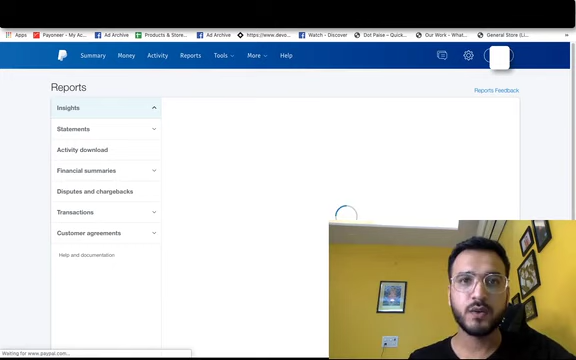 Apps Payoneer - My Ac... Ad Archive Products & Store... Ad Archive https://www.devo... Watch - Discover Dot Paise – Quick... Our Work - What... General Store (L...
Summary Money Activity Reports Tools More Help
Reports
Reports Feedback
Insights
Statements
Activity download
Financial summaries
Disputes and chargebacks
Transactions
Customer agreements
Help and documentation
Waiting for www.paypal.com...